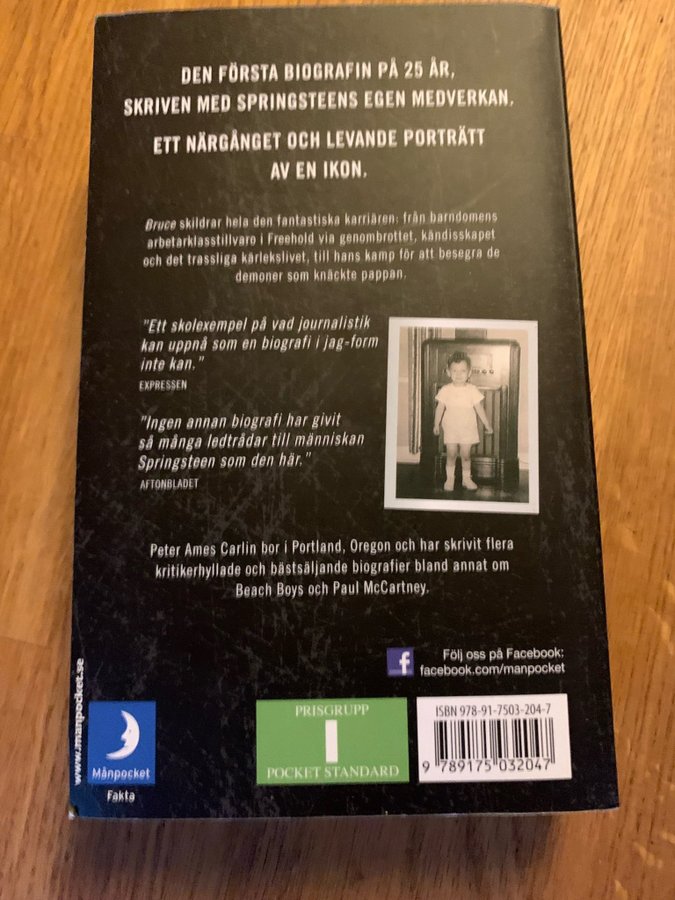 DEN FÖRSTA BIOGRAFIN PÅ 25 ÅR,
SKRIVEN MED SPRINGSTEENS EGEN MEDVERKAN.
ETT NÄRGÅNGET OCH LEVANDE PORTRÄTT
AV EN IKON.
Bruce skildrar hela den fantastiska karriären: från barndomens
arbetarklasstillvaro i Freehold via genombrottet, kändisskapet
och det trassliga kärlekslivet, till hans kamp för att besegra de
demoner som knäckte pappan.
"Ett skolexempel på vad journalistik
kan uppnå som en biografi i jag-form
inte kan."
EXPRESSEN
"Ingen annan biografi har givit
så många ledtrådar till människan
Springsteen som den här."
AFTONBLADET
Peter Ames Carlin bor i Portland, Oregon och har skrivit flera
kritikerhyllade och bästsäljande biografier bland annat om
Beach Boys och Paul McCartney.
f
Följ oss på Facebook:
facebook.com/manpocket
www.manpocket.se
Månpocket
Fakta
PRISGRUPP
I
POCKET STANDARD
ISBN 978-91-7503-204-7
9 789175 032047